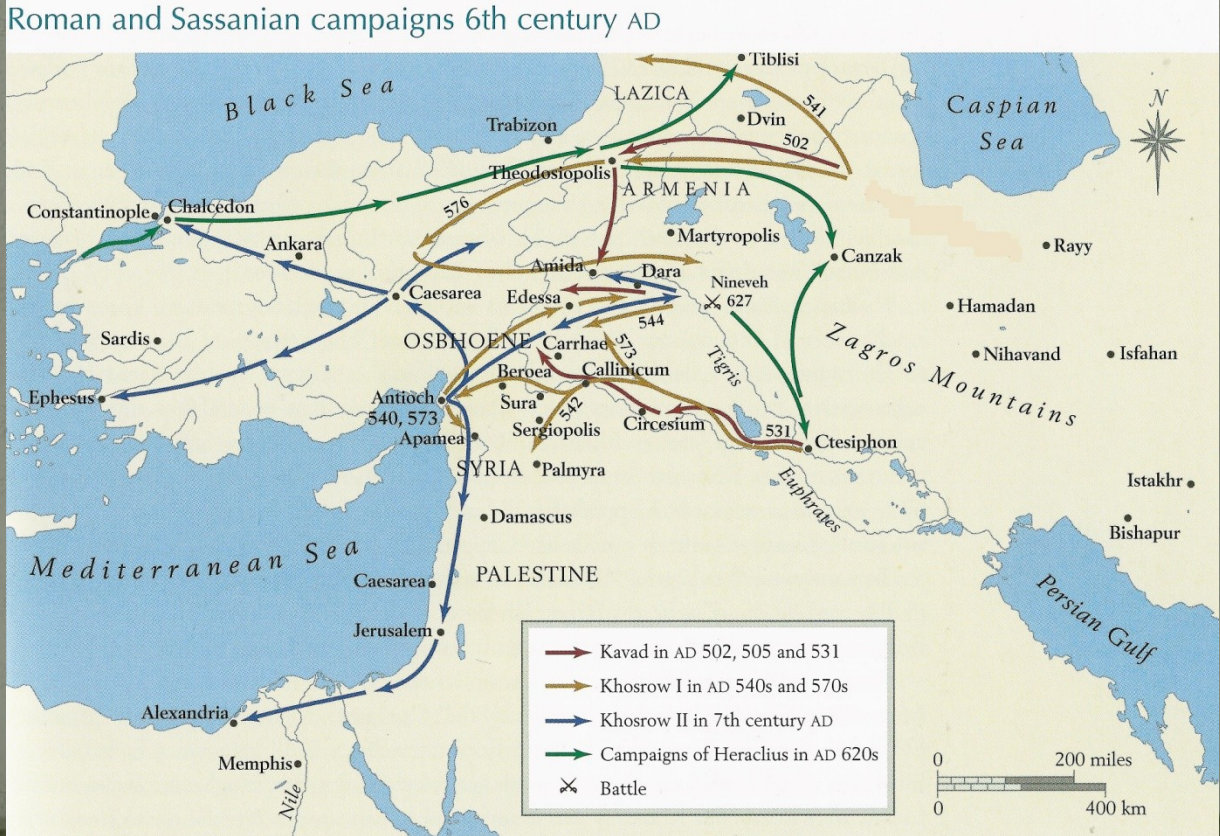 Roman and Sassanian campaigns 6th century AD
Black Sea
Caspian Sea
N
Tiblisi
LAZICA
541
Dvin
502
Trabizon
Theodosiopolis
ARMENIA
576
Constantinople
Chalcedon
Martyropolis
Rayy
Ankara
Canzak
Amida
Dara
Nineveh
627
Caesarea
Edessa
Hamadan
544
Sardis
OSBHOENE
Carrhae
573
Zagros Mountains
Nihavand
Isfahan
Tigris
Beroea
Callinicum
Ephesus
Antioch
540, 573
Sura
542
Sergiopolis
Circesium
531
Apamea
Ctesiphon
SYRIA
Palmyra
Euphrates
Istakhr
Damascus
Bishapur
Mediterranean Sea
Caesarea
PALESTINE
Persian Gulf
Jerusalem
Alexandria
Memphis
Nile
Kavad in AD 502, 505 and 531
Khosrow I in AD 540s and 570s
Khosrow II in 7th century AD
Campaigns of Heraclius in AD 620s
Battle
0
200 miles
0
400 km